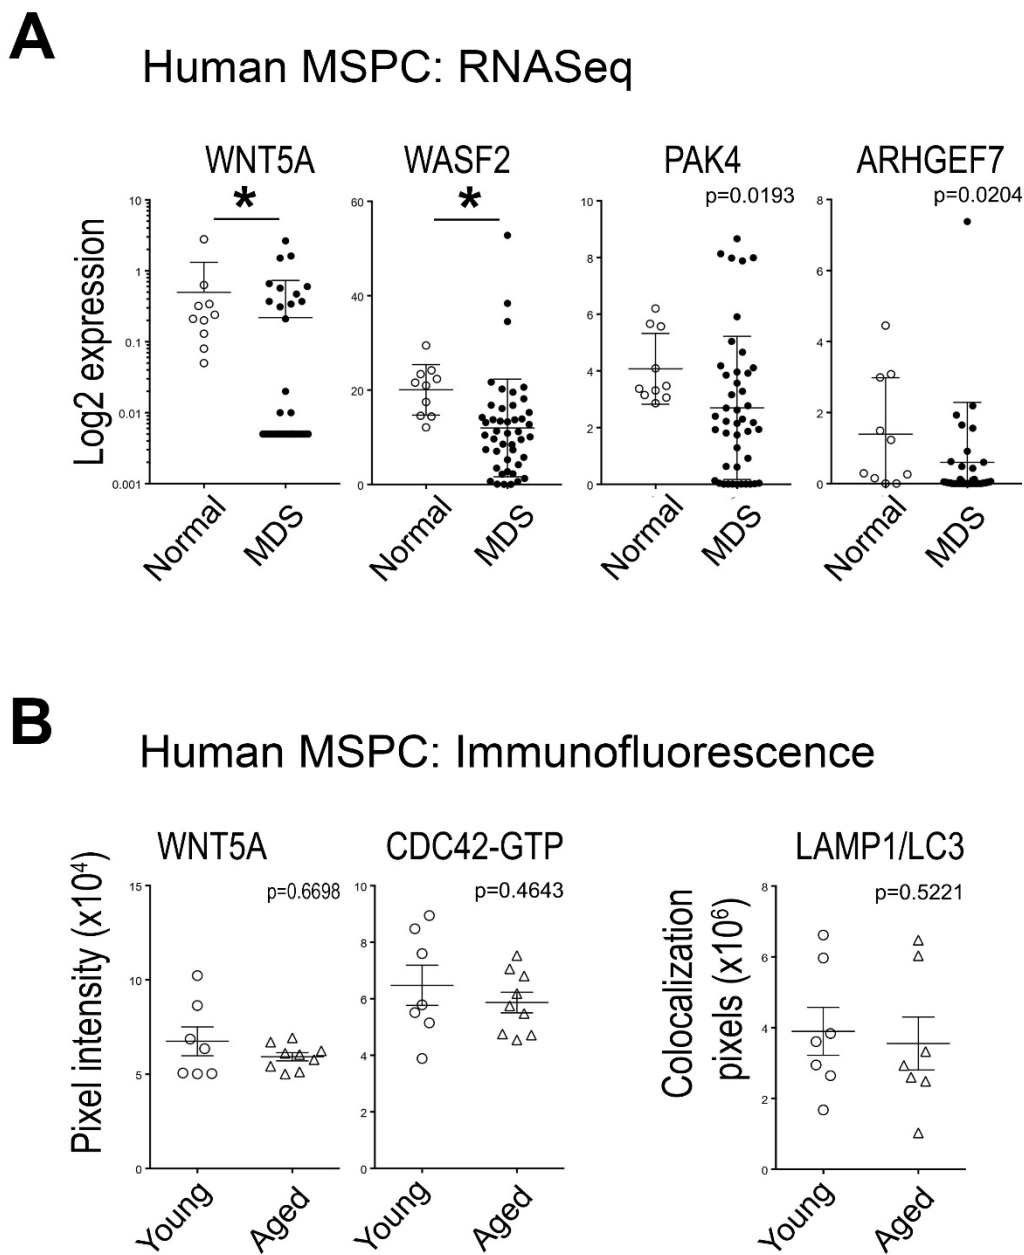 A
Human MSPC: RNASeq
WNT5A
WASF2
PAK4
ARHGEF7
*
*
p=0.0193
p=0.0204
Log2 expression
10
1
0.1
0.01
0.001
60
40
20
0
10
8
6
4
2
0
8
6
4
2
0
Normal
MDS
Normal
MDS
Normal
MDS
Normal
MDS
B
Human MSPC: Immunofluorescence
WNT5A
CDC42-GTP
LAMP1/LC3
p=0.6698
p=0.4643
p=0.5221
Pixel intensity (x10⁴)
15
10
5
0
10
8
6
4
2
0
Colocalization
pixels (x10⁶)
8
6
4
2
0
Young
Aged
Young
Aged
Young
Aged